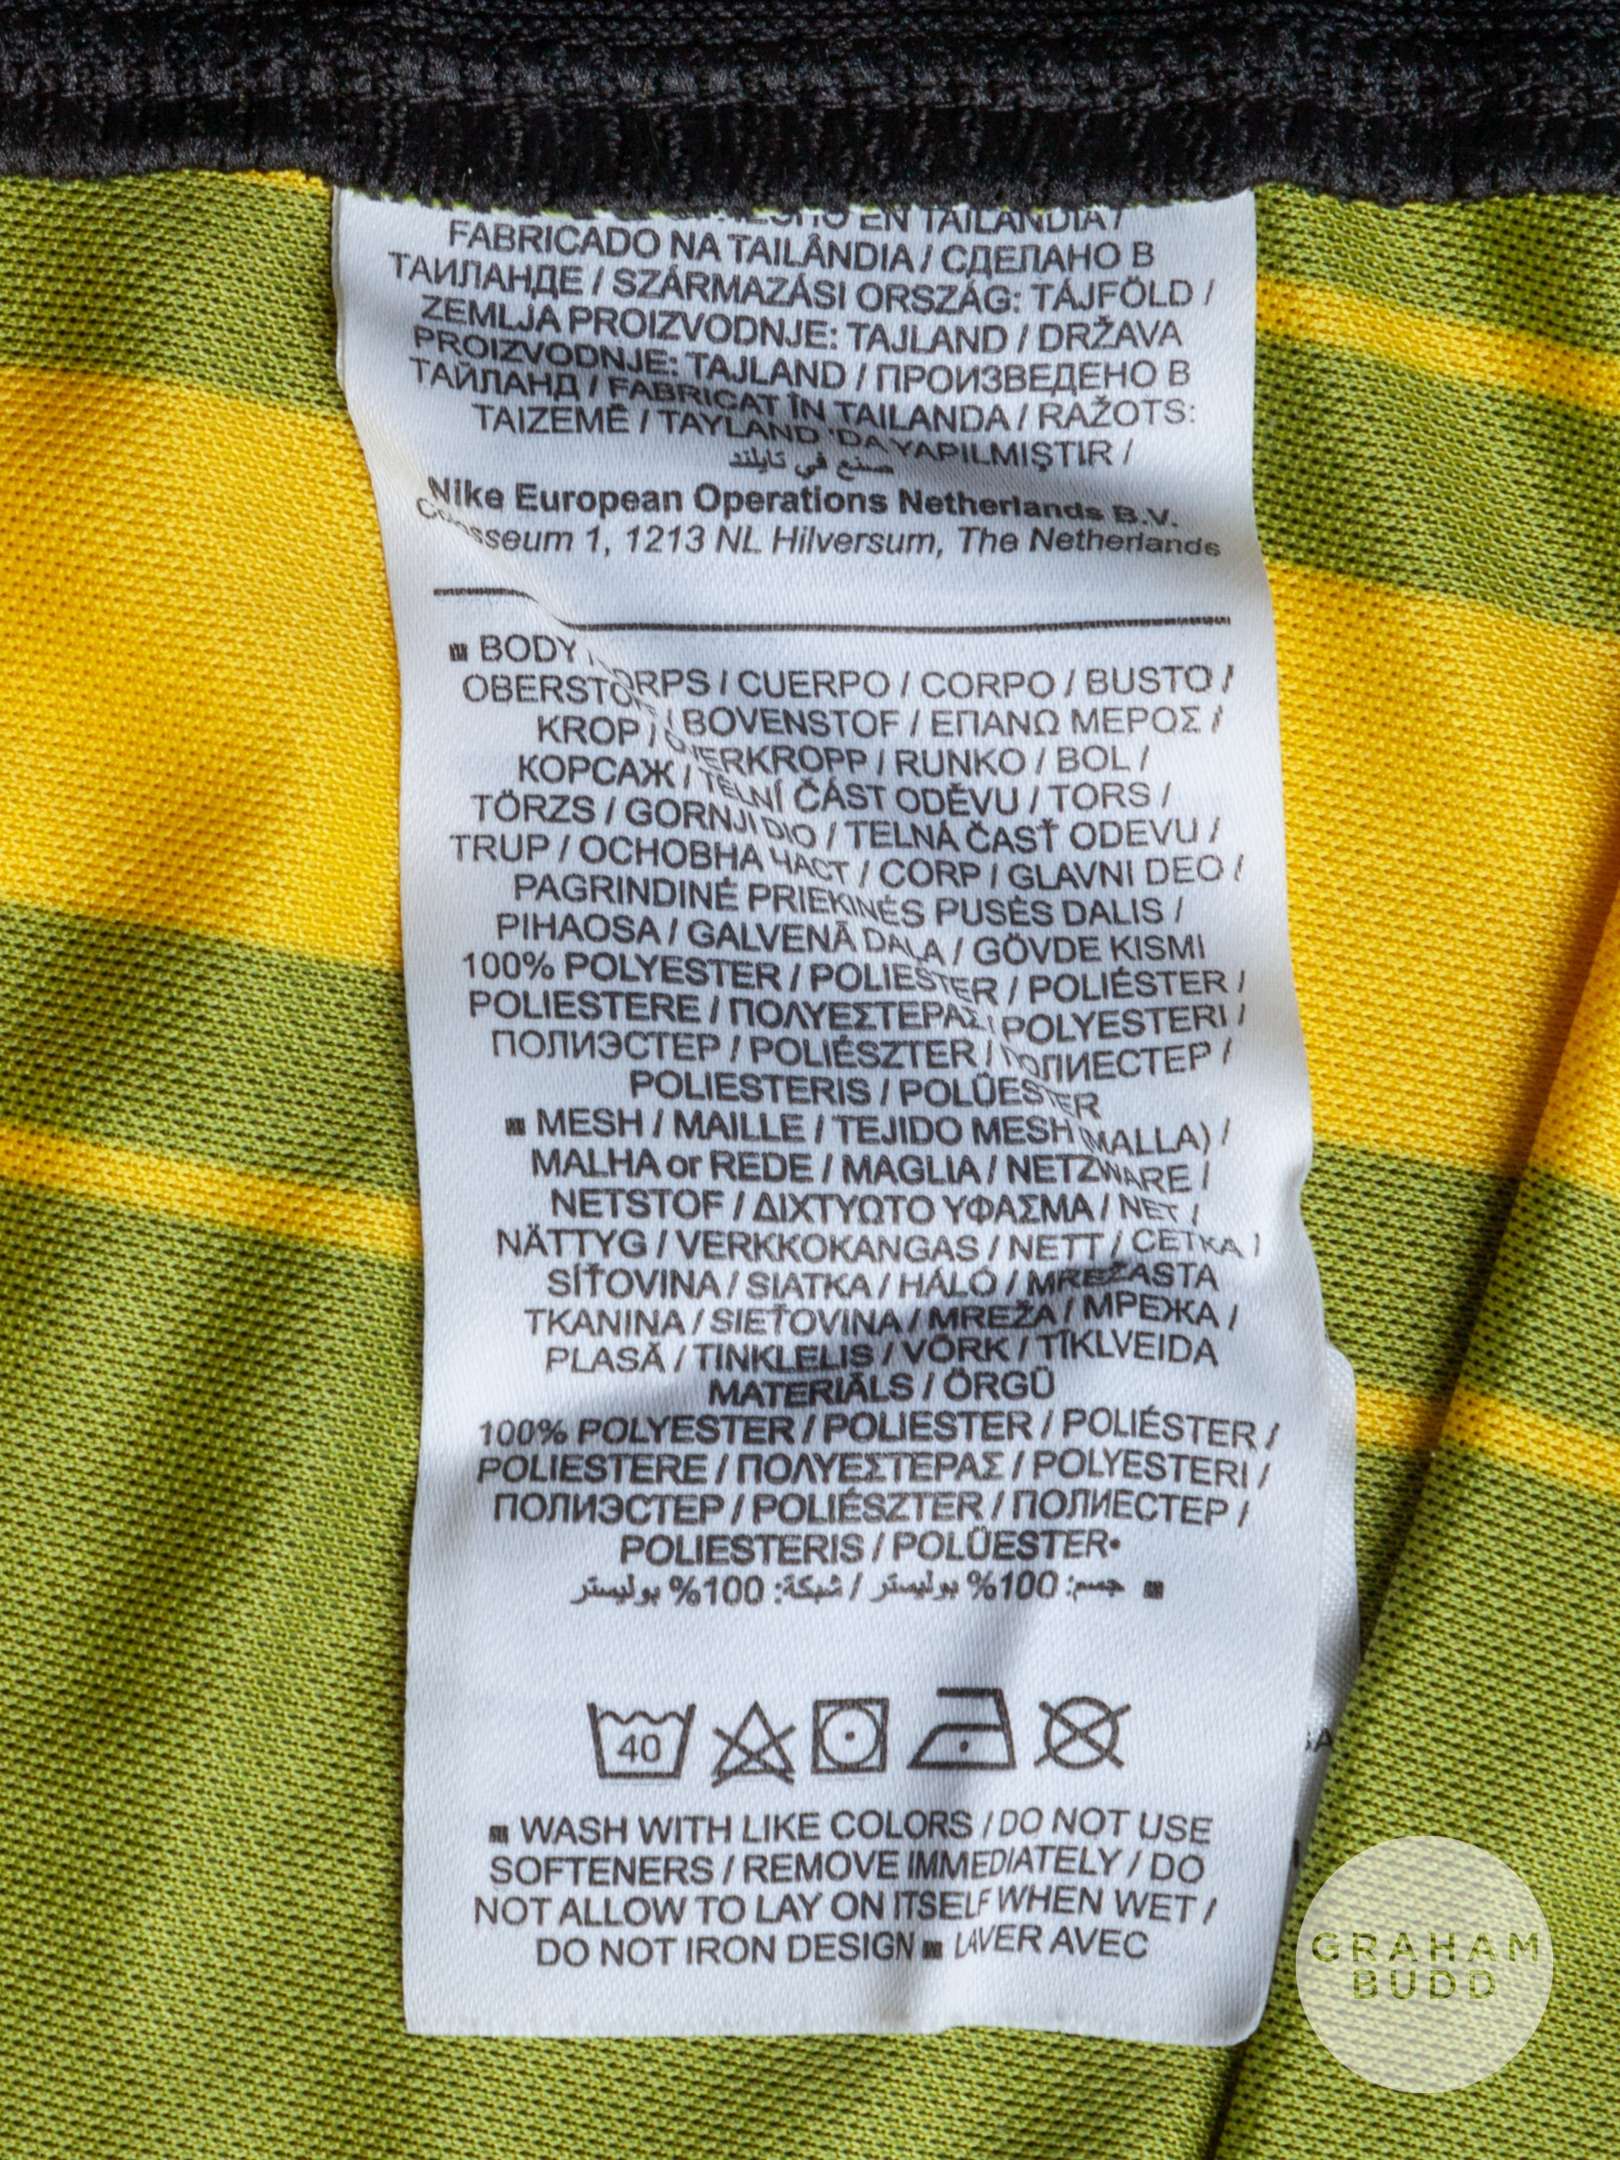 EN TAILANDIA /
FABRICADO NA TAILÂNDIA / СДЕЛАНО В
ТАИЛАНДЕ / SZÁRMAZÁSI ORSZÁG: TÁJFÖLD /
ZEMLJA PROIZVODNJE: TAJLAND / DRŽAVA
PROIZVODNJE: TAJLAND / ПРОИЗВЕДЕНО В
ТАЙЛАНД / FABRICAT ÎN TAILANDA / RAŽOTS:
TAIZEMĒ / TAYLAND 'DA YAPILMIŞTIR /
صنع في تايلند
Nike European Operations Netherlands B.V.
Colosseum 1, 1213 NL Hilversum, The Netherlands
BODY / CORPS / CUERPO / CORPO / BUSTO /
OBERSTOFF / BOVENSTOF / ΕΠΑΝΩ ΜΕΡΟΣ /
KROP / OVERKROPP / RUNKO / BOL /
КОРСАЖ / TĚLNÍ ČÁST ODĚVU / TORS /
TÖRZS / GORNJI DIO / TELNÁ ČASŤ ODEVU /
TRUP / ОСНОВНА ЧАСТ / CORP / GLAVNI DEO /
PAGRINDINĖ PRIEKINĖS PUSĖS DALIS /
PIHAOSA / GALVENĀ DAĻA / GÖVDE KISMI
100% POLYESTER / POLIESTER / POLIÉSTER /
POLIESTERE / ΠΟΛΥΕΣΤΕΡΑΣ / POLYESTERI /
ПОЛИЭСТЕР / POLIÉSZTER / ПОЛИЕСТЕР /
POLIESTERIS / POLÜESTER
MESH / MAILLE / TEJIDO MESH (MALLA) /
MALHA or REDE / MAGLIA / NETZWARE /
NETSTOF / ΔΙΧΤΥΩΤΟ ΥΦΑΣΜΑ / NET /
NÄTTYG / VERKKOKANGAS / NETT / СЕТКА /
SÍŤOVINA / SIATKA / HÁLÓ / MREŽASTA
TKANINA / SIEŤOVINA / MREŽA / МРЕЖА /
PLASĂ / TINKLELIS / VÕRK / TĪKLVEIDA
MATERIĀLS / ÖRGÜ
100% POLYESTER / POLIESTER / POLIÉSTER /
POLIESTERE / ΠΟΛΥΕΣΤΕΡΑΣ / POLYESTERI /
ПОЛИЭСТЕР / POLIÉSZTER / ПОЛИЕСТЕР /
POLIESTERIS / POLÜESTER•
جسم: 100% بوليستر / شبكة: 100% بوليستر
40
WASH WITH LIKE COLORS / DO NOT USE
SOFTENERS / REMOVE IMMEDIATELY / DO
NOT ALLOW TO LAY ON ITSELF WHEN WET /
DO NOT IRON DESIGN LAVER AVEC
GRAHAM
BUDD